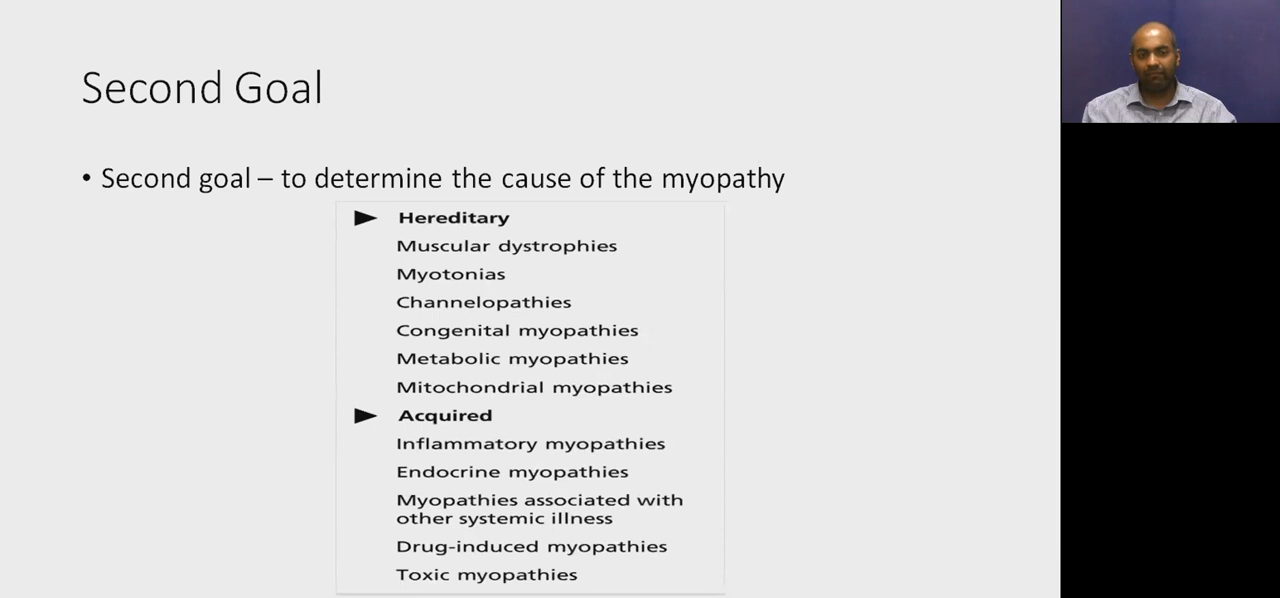 Second Goal
• Second goal – to determine the cause of the myopathy
► Hereditary
Muscular dystrophies
Myotonias
Channelopathies
Congenital myopathies
Metabolic myopathies
Mitochondrial myopathies
► Acquired
Inflammatory myopathies
Endocrine myopathies
Myopathies associated with
other systemic illness
Drug-induced myopathies
Toxic myopathies